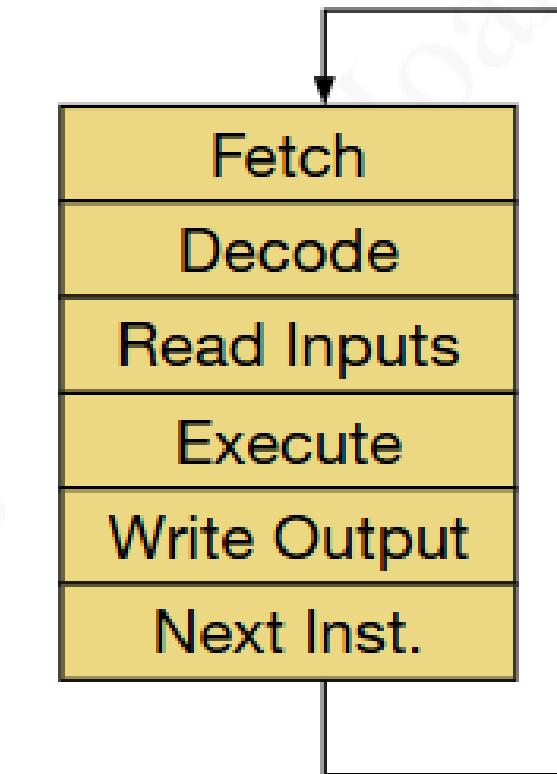 Fetch
Decode
Read Inputs
Execute
Write Output
Next Inst.